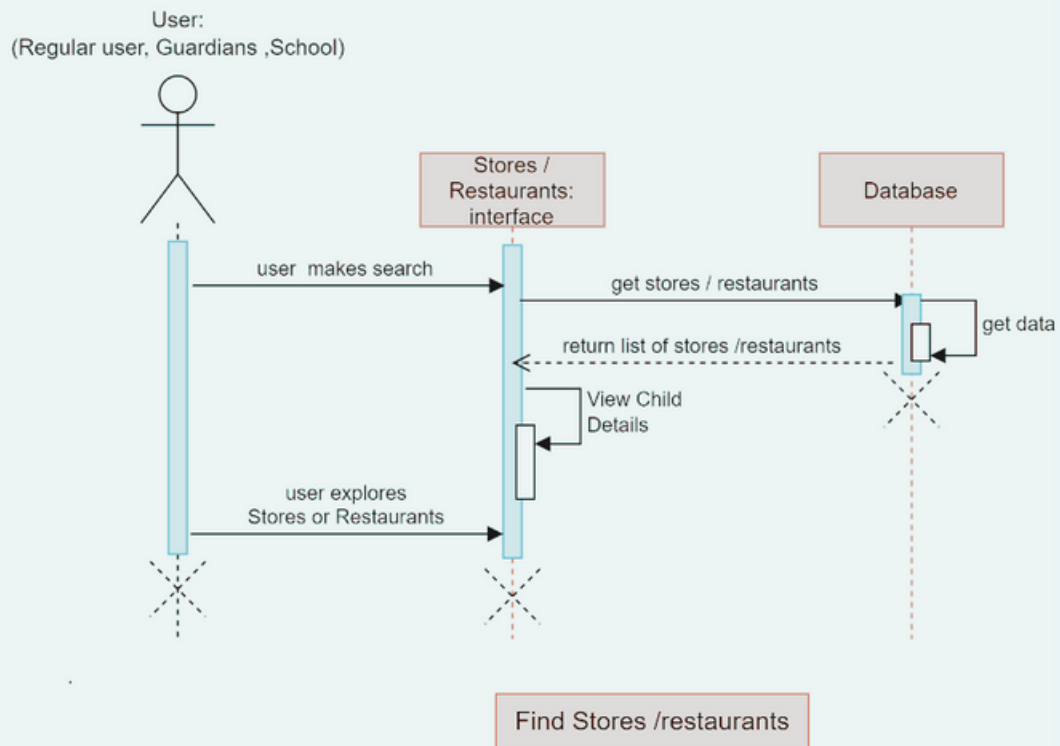 User:
(Regular user, Guardians ,School)
Stores /
Restaurants:
interface
Database
user makes search
get stores / restaurants
get data
return list of stores /restaurants
View Child
Details
user explores
Stores or Restaurants
Find Stores /restaurants